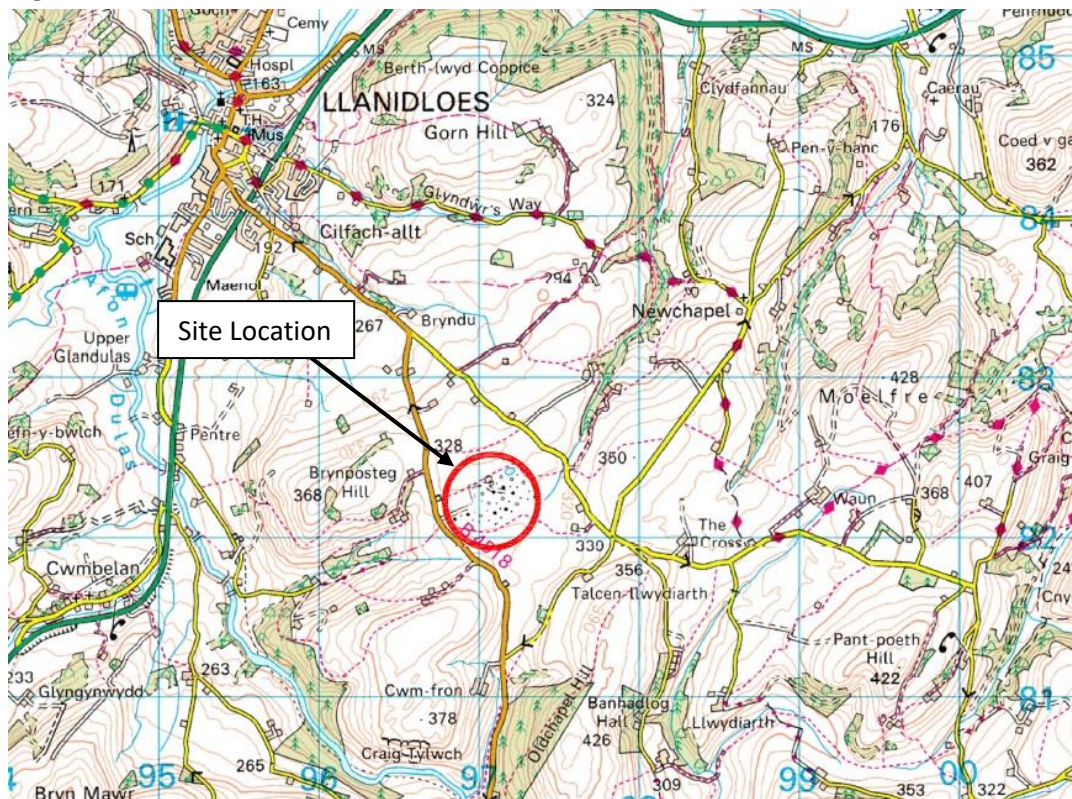 Cemy
MS
Hospl
163
Berth-lwyd Coppice
MS
85
Clydfannau
Caerau
LLANIDLOES
324
TH
Mus
Gorn Hill
176
Pen-y-banc
362
171
Glyndwr's Way
84
Sch
192
Cilfach-allt
294
Maenol
Newchapel
Afon Dulas
Site Location
267
Bryndu
Upper
Glandulas
83
428
Moelfre
Pentre
328
350
Brynposteg
Hill
368
Waun
368
407
320
The
Cross
82
330
Cwmbelan
356
Talcen-llwydiarth
Pant-poeth
Hill
422
233
Glyngynwydd
263
Cwm-fron
378
Oldchapel Hill
Banhadlog
Hall
426
Llwydiarth
81
Craig Tylwch
265
95
96
97
99
00
309
353
322
Bryn Mawr